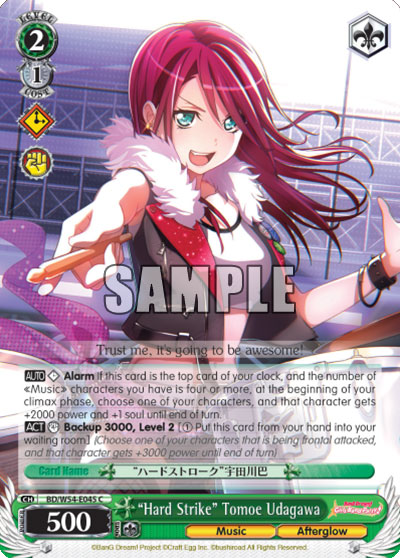 LEVEL
2
1
COST
SAMPLE
Trust me, it's going to be awesome!
AUTO Alarm If this card is the top card of your clock, and the number of
«Music» characters you have is four or more, at the beginning of your
climax phase, choose one of your characters, and that character gets
+2000 power and +1 soul until end of turn.
ACT Backup 3000, Level 2 [① Put this card from your hand into your
waiting room] (Choose one of your characters that is being frontal attacked,
and that character gets +3000 power until end of turn)
Card Name
“ハードストローク”宇田川巴
CH BD/W54-E045 C
“Hard Strike” Tomoe Udagawa
POWER
500
SOUL
Music
Afterglow
©BanG Dream! Project ©Craft Egg Inc. ©bushiroad All Rights Reserved.